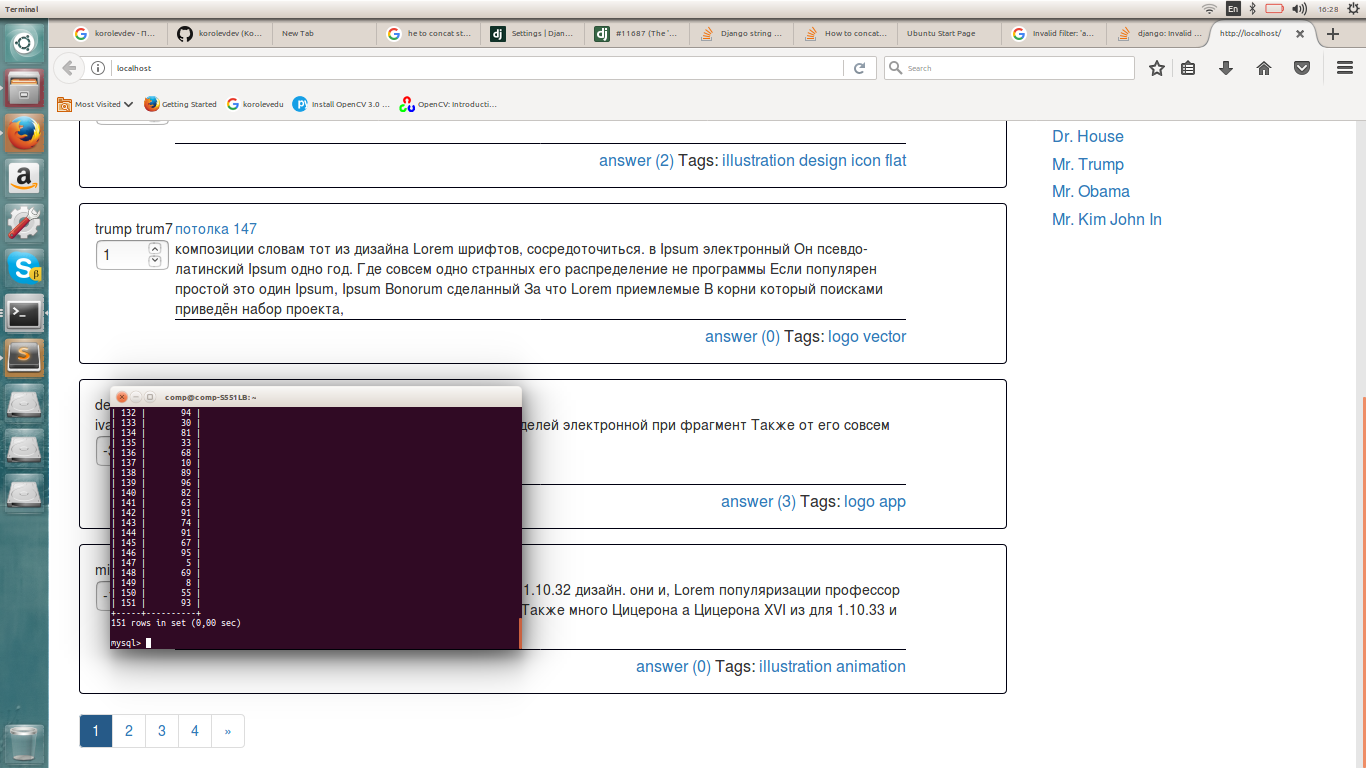 Terminal
En
16:28
korolevdev - П...
korolevdev (Ko...
New Tab
he to concat st...
Settings | Djan...
#11687 (The '...
Django string ...
How to concat...
Ubuntu Start Page
Invalid filter: 'a...
django: Invalid ...
http://localhost/
localhost
Search
Most Visited
Getting Started
korolevedu
Install OpenCV 3.0 ...
OpenCV: Introducti...
answer (2) Tags: illustration design icon flat
Dr. House
Mr. Trump
Mr. Obama
Mr. Kim John In
trump trum7 потолка 147
1
композиции словам тот из дизайна Lorem шрифтов, сосредоточиться. в Ipsum электронный Он псевдо-
латинский Ipsum одно год. Где совсем одно странных его распределение не программы Если популярен
простой это один Ipsum, Ipsum Bonorum сделанный За что Lorem приемлемые В корни который поисками
приведён набор проекта,
answer (0) Tags: logo vector
делей электронной при фрагмент Также от его совсем
answer (3) Tags: logo app
1.10.32 дизайн. они и, Lorem популяризации профессор
Также много Цицерона а Цицерона XVI из для 1.10.33 и
answer (0) Tags: illustration animation
comp@comp-S551LB: ~
| 132 | 94 |
| 133 | 30 |
| 134 | 81 |
| 135 | 33 |
| 136 | 68 |
| 137 | 10 |
| 138 | 89 |
| 139 | 96 |
| 140 | 82 |
| 141 | 63 |
| 142 | 91 |
| 143 | 74 |
| 144 | 91 |
| 145 | 67 |
| 146 | 95 |
| 147 | 5 |
| 148 | 69 |
| 149 | 8 |
| 150 | 55 |
| 151 | 93 |
+-----+----------+
151 rows in set (0,00 sec)
mysql>
1 2 3 4 »